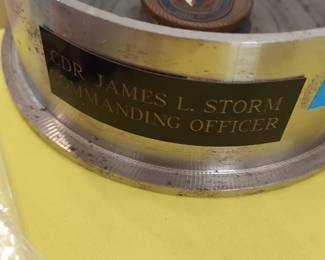 CDR JAMES L. STORM
COMMANDING OFFICER